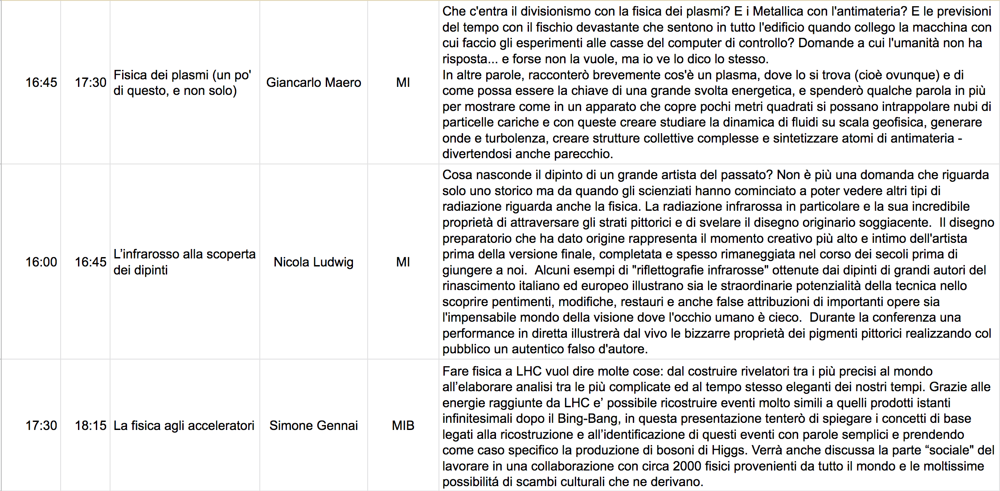 16:45
17:30
Fisica dei plasmi (un po'
di questo, e non solo)
Giancarlo Maero
MI
Che c'entra il divisionismo con la fisica dei plasmi? E i Metallica con l'antimateria? E le previsioni
del tempo con il fischio devastante che sentono in tutto l'edificio quando collego la macchina con
cui faccio gli esperimenti alle casse del computer di controllo? Domande a cui l'umanità non ha
risposta... e forse non la vuole, ma io ve lo dico lo stesso.
In altre parole, racconterò brevemente cos'è un plasma, dove lo si trova (cioè ovunque) e di
come possa essere la chiave di una grande svolta energetica, e spenderò qualche parola in più
per mostrare come in un apparato che copre pochi metri quadrati si possano intrappolare nubi di
particelle cariche e con queste creare studiare la dinamica di fluidi su scala geofisica, generare
onde e turbolenza, creare strutture collettive complesse e sintetizzare atomi di antimateria -
divertendosi anche parecchio.
16:00
16:45
L’infrarosso alla scoperta
dei dipinti
Nicola Ludwig
MI
Cosa nasconde il dipinto di un grande artista del passato? Non è più una domanda che riguarda
solo uno storico ma da quando gli scienziati hanno cominciato a poter vedere altri tipi di
radiazione riguarda anche la fisica. La radiazione infrarossa in particolare e la sua incredibile
proprietà di attraversare gli strati pittorici e di svelare il disegno originario soggiacente.  Il disegno
preparatorio che ha dato origine rappresenta il momento creativo più alto e intimo dell'artista
prima della versione finale, completata e spesso rimaneggiata nel corso dei secoli prima di
giungere a noi.  Alcuni esempi di "riflettografie infrarosse" ottenute dai dipinti di grandi autori del
rinascimento italiano ed europeo illustrano sia le straordinarie potenzialità della tecnica nello
scoprire pentimenti, modifiche, restauri e anche false attribuzioni di importanti opere sia
l'impensabile mondo della visione dove l'occhio umano è cieco.  Durante la conferenza una
performance in diretta illustrerà dal vivo le bizzarre proprietà dei pigmenti pittorici realizzando col
pubblico un autentico falso d'autore.
17:30
18:15
La fisica agli acceleratori
Simone Gennai
MIB
Fare fisica a LHC vuol dire molte cose: dal costruire rivelatori tra i più precisi al mondo
all’elaborare analisi tra le più complicate ed al tempo stesso eleganti dei nostri tempi. Grazie alle
energie raggiunte da LHC e’ possibile ricostruire eventi molto simili a quelli prodotti istanti
infinitesimali dopo il Bing-Bang, in questa presentazione tenterò di spiegare i concetti di base
legati alla ricostruzione e all’identificazione di questi eventi con parole semplici e prendendo
come caso specifico la produzione di bosoni di Higgs. Verrà anche discussa la parte “sociale" del
lavorare in una collaborazione con circa 2000 fisici provenienti da tutto il mondo e le moltissime
possibilitá di scambi culturali che ne derivano.